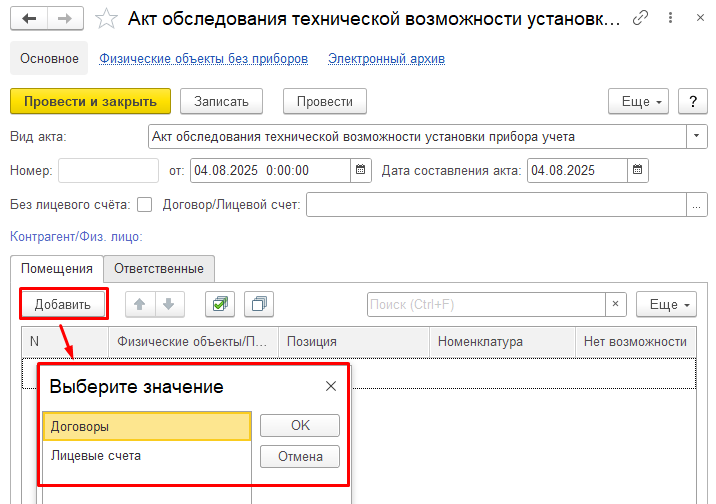 Акт обследования технической возможности установк...
Основное Физические объекты без приборов Электронный архив
Провести и закрыть Записать Провести Еще ?
Вид акта: Акт обследования технической возможности установки прибора учета
Номер: от: 04.08.2025 0:00:00 Дата составления акта: 04.08.2025
Без лицевого счёта: Договор/Лицевой счет: ...
Контрагент/Физ. лицо:
Помещения Ответственные
Добавить Поиск (Ctrl+F) × Еще
N Физические объекты/П... Позиция Номенклатура Нет возможности
Выберите значение
Договоры OK
Лицевые счета Отмена